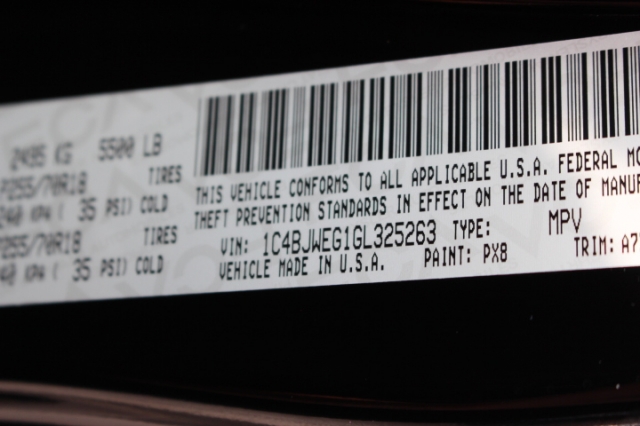 2495 KG 5500 LB
P255/70R18 TIRES
240 KPA ( 35 PSI) COLD
P255/70R18 TIRES
240 KPA ( 35 PSI) COLD
THIS VEHICLE CONFORMS TO ALL APPLICABLE U.S.A. FEDERAL MO
THEFT PREVENTION STANDARDS IN EFFECT ON THE DATE OF MANUF
VIN: 1C4BJWEG1GL325263 TYPE: MPV
VEHICLE MADE IN U.S.A. PAINT: PX8 TRIM: A7